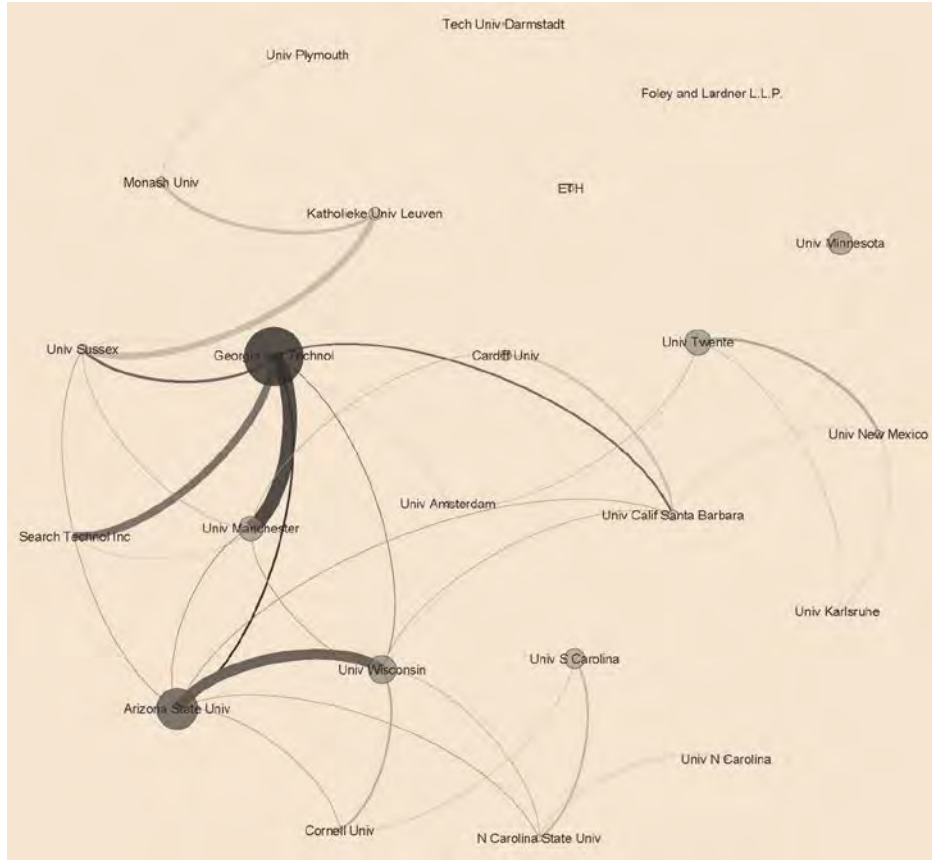 Tech Univ Darmstadt
Univ Plymouth
Foley and Lardner L.L.P.
Monash Univ
ETH
Katholieke Univ Leuven
Univ Minnesota
Univ Sussex
Georgia Technol
Cardiff Univ
Univ Twente
Univ New Mexico
Univ Amsterdam
Univ Calif Santa Barbara
Search Technol Inc
Univ Manchester
Univ Karlsruhe
Univ Wisconsin
Univ S Carolina
Arizona State Univ
Univ N Carolina
Cornell Univ
N Carolina State Univ